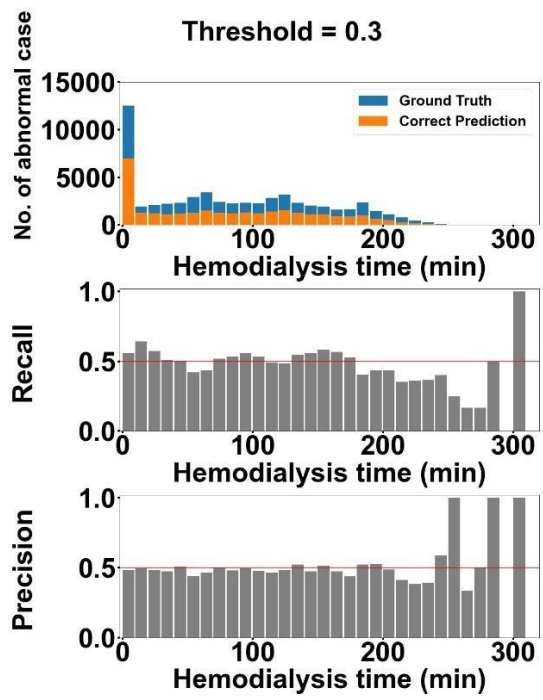 Threshold = 0.3
No. of abnormal case
15000
10000
5000
0
Ground Truth
Correct Prediction
0 100 200 300
Hemodialysis time (min)
Recall
1.0
0.5
0.0
0 100 200 300
Hemodialysis time (min)
Precision
1.0
0.5
0.0
0 100 200 300
Hemodialysis time (min)